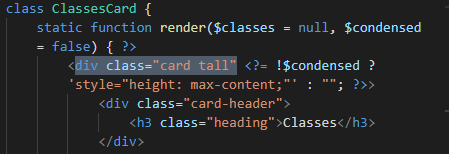 class ClassesCard {
static function render($classes = null, $condensed
= false) { ?>
<div class="card tall" <?= !$condensed ?
'style="height: max-content;"' : ""; ?>>
<div class="card-header">
<h3 class="heading">Classes</h3>
</div>